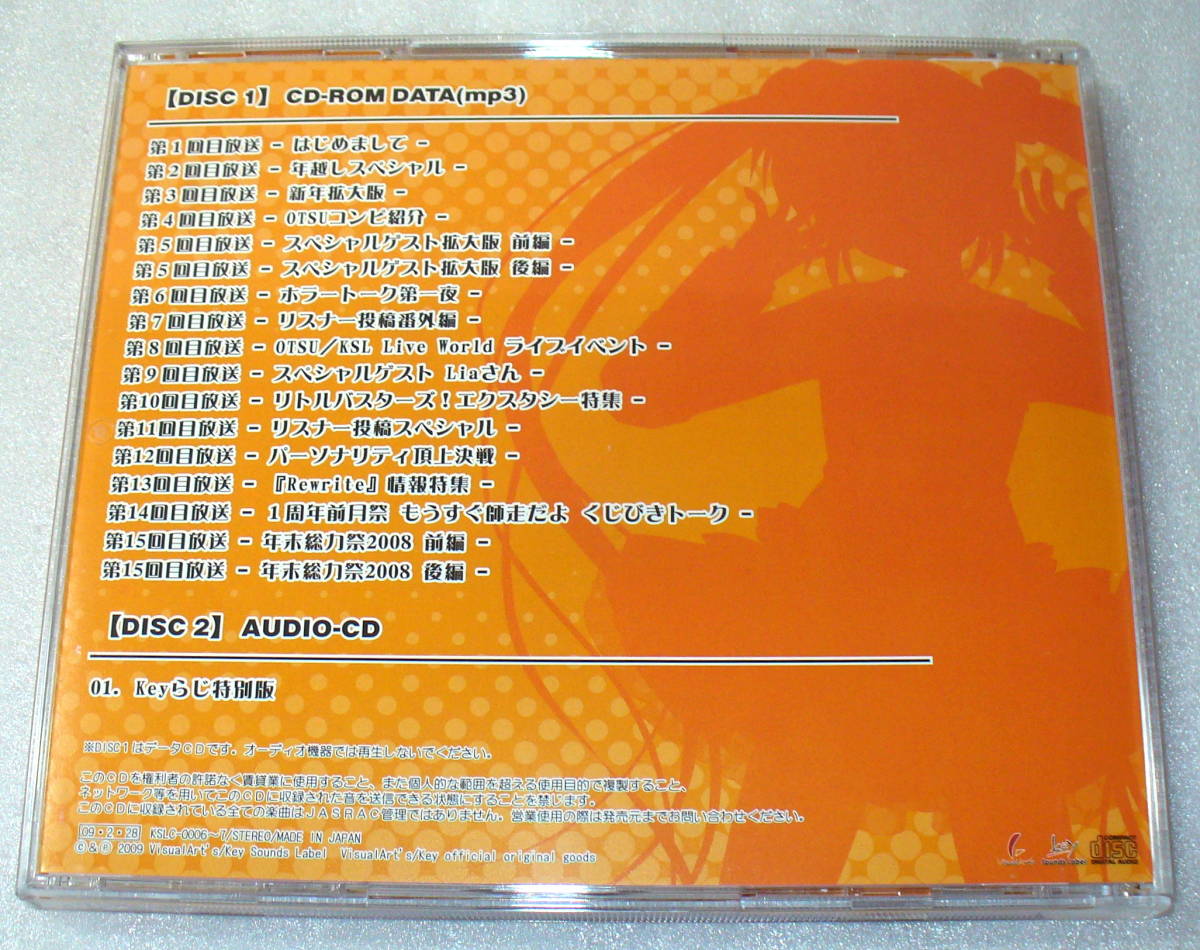 【DISC 1】 CD-ROM DATA(mp3)
第1回目放送 － はじめまして －
第2回目放送 － 年越しスペシャル －
第3回目放送 － 新年拡大版 －
第4回目放送 － OTSUコンビ紹介 －
第5回目放送 － スペシャルゲスト拡大版 前編 －
第5回目放送 － スペシャルゲスト拡大版 後編 －
第6回目放送 － ホラートーク第一夜 －
第7回目放送 － リスナー投稿番外編 －
第8回目放送 － OTSU／KSL Live World ライブイベント －
第9回目放送 － スペシャルゲスト Liaさん －
第10回目放送 － リトルバスターズ！エクスタシー特集 －
第11回目放送 － リスナー投稿スペシャル －
第12回目放送 － パーソナリティ頂上決戦 －
第13回目放送 － 『Rewrite』情報特集 －
第14回目放送 － 1周年前月祭 もうすぐ師走だよ くじびきトーク －
第15回目放送 － 年末総力祭2008 前編 －
第15回目放送 － 年末総力祭2008 後編 －
【DISC 2】 AUDIO-CD
01. Keyらじ特別版
※DISC1はデータCDです．オーディオ機器では再生しないでください．
このCDを権利者の許諾なく賃貸業に使用すること、また個人的な範囲を超える使用目的で複製すること、
ネットワーク等を用いてこのCDに収録された音を送信できる状態にすることを禁じます．
このCDに収録されている全ての楽曲はJASRAC管理ではありません．営業使用の際は発売元までお問い合わせください．
09・2・28 KSLC-0006～7/STEREO/MADE IN JAPAN
©&℗ 2009 VisualArt's/Key Sounds Label VisualArt's/Key official original goods
VisualArt's
Key Sounds Label
COMPACT disc DIGITAL AUDIO